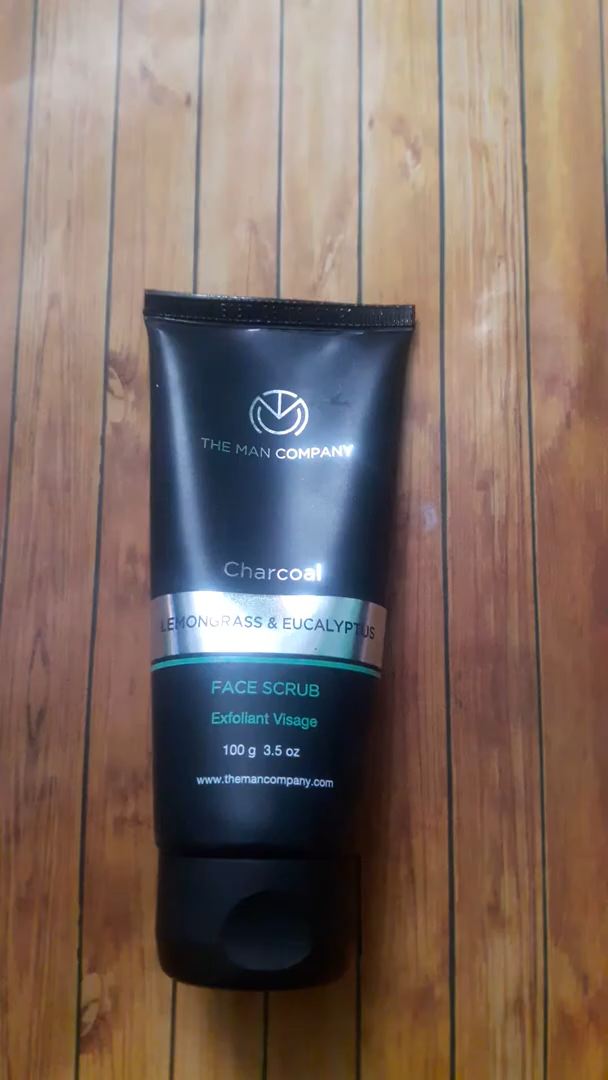 THE MAN COMPANY
Charcoal
LEMONGRASS & EUCALYPTUS
FACE SCRUB
Exfoliant Visage
100 g 3.5 oz
www.themancompany.com